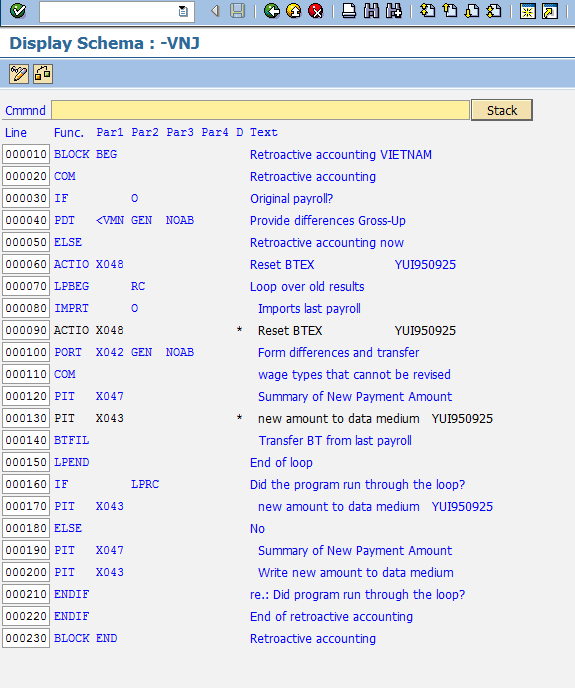 Display Schema : -VNJ
Cmmnd Stack
Line Func. Par1 Par2 Par3 Par4 D Text
000010 BLOCK BEG Retroactive accounting VIETNAM
000020 COM Retroactive accounting
000030 IF O Original payroll?
000040 PDT <VMN GEN NOAB Provide differences Gross-Up
000050 ELSE Retroactive accounting now
000060 ACTIO X048 Reset BTEX YUI950925
000070 LPBEG RC Loop over old results
000080 IMPRT O Imports last payroll
000090 ACTIO X048 * Reset BTEX YUI950925
000100 PORT X042 GEN NOAB Form differences and transfer
000110 COM wage types that cannot be revised
000120 PIT X047 Summary of New Payment Amount
000130 PIT X043 * new amount to data medium YUI950925
000140 BTFIL Transfer BT from last payroll
000150 LPEND End of loop
000160 IF LPRC Did the program run through the loop?
000170 PIT X043 new amount to data medium YUI950925
000180 ELSE No
000190 PIT X047 Summary of New Payment Amount
000200 PIT X043 Write new amount to data medium
000210 ENDIF re.: Did program run through the loop?
000220 ENDIF End of retroactive accounting
000230 BLOCK END Retroactive accounting